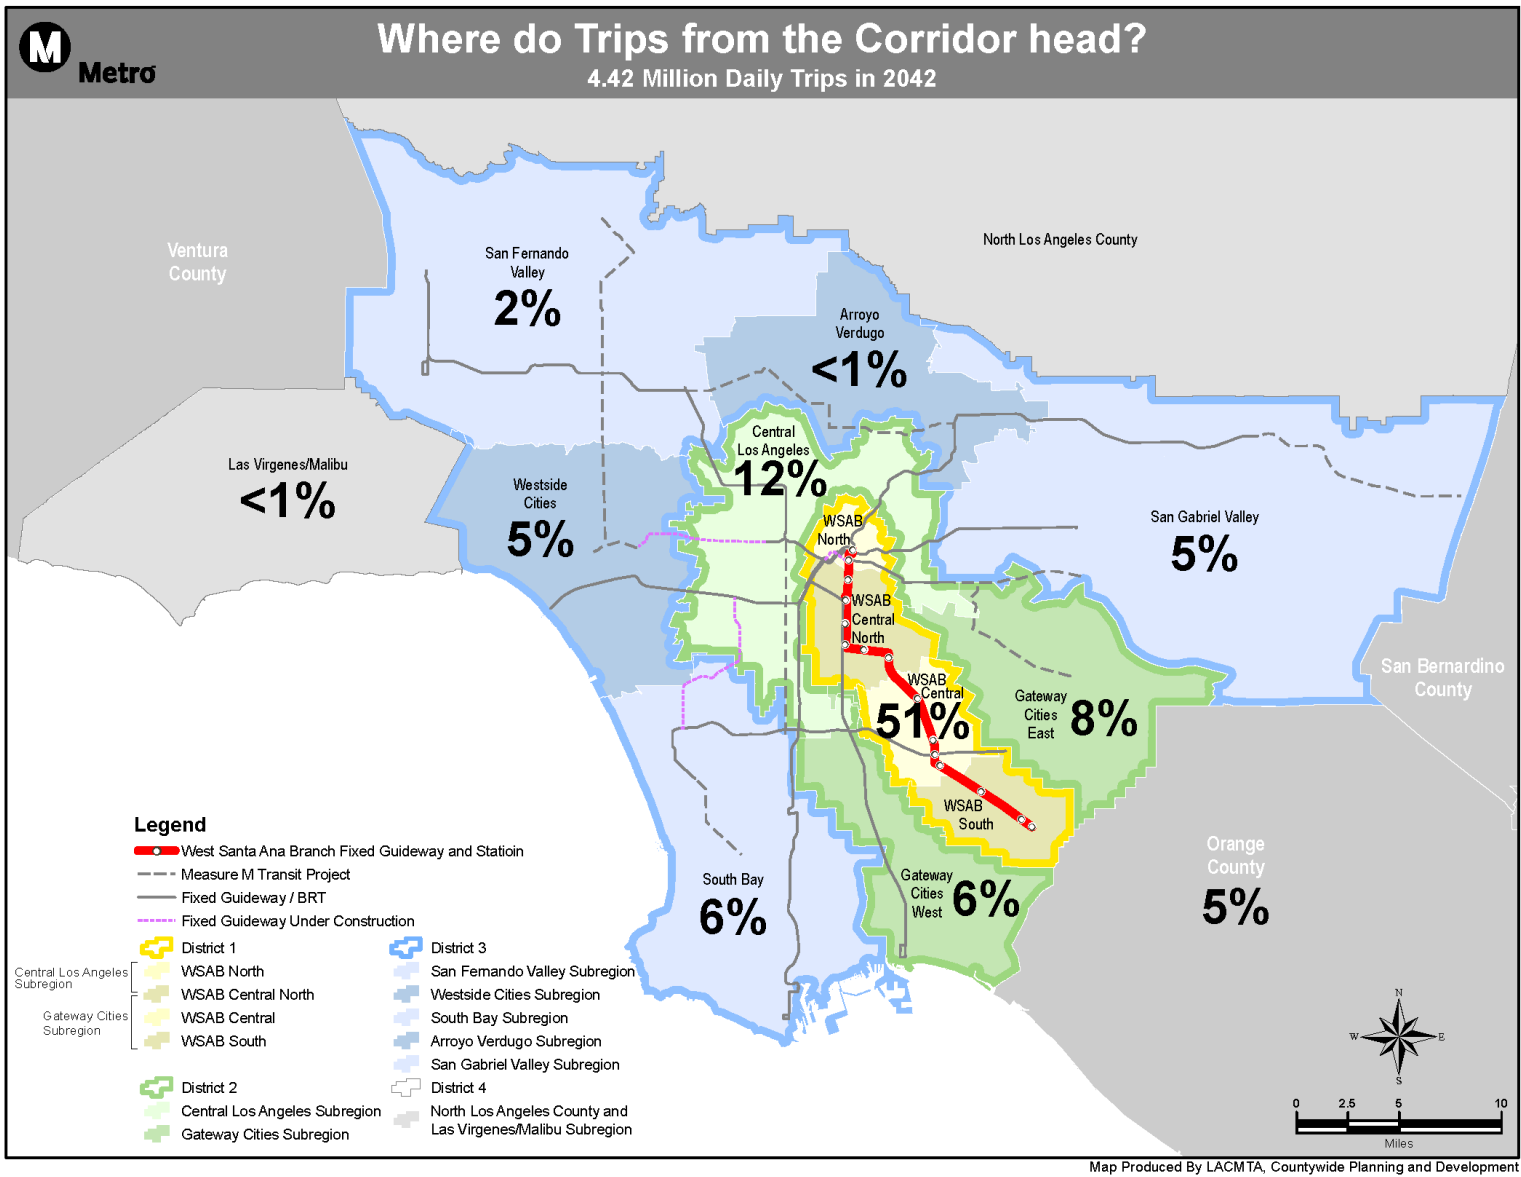 Where do Trips from the Corridor head?
4.42 Million Daily Trips in 2042
M
Metro
Ventura
County
North Los Angeles County
San Fernando
Valley
2%
Arroyo
Verdugo
<1%
Central
Los Angeles
12%
Las Virgenes/Malibu
<1%
Westside
Cities
5%
WSAB
North
San Gabriel Valley
5%
WSAB
Central
North
San Bernardino
County
WSAB
Central
51%
Gateway
Cities
East
8%
WSAB
South
South Bay
6%
Gateway
Cities
West
6%
Orange
County
5%
Legend
West Santa Ana Branch Fixed Guideway and Statioin
Measure M Transit Project
Fixed Guideway / BRT
Fixed Guideway Under Construction
District 1
Central Los Angeles
Subregion
WSAB North
WSAB Central North
Gateway Cities
Subregion
WSAB Central
WSAB South
District 2
Central Los Angeles Subregion
Gateway Cities Subregion
District 3
San Fernando Valley Subregion
Westside Cities Subregion
South Bay Subregion
Arroyo Verdugo Subregion
San Gabriel Valley Subregion
District 4
North Los Angeles County and
Las Virgenes/Malibu Subregion
N
W
E
S
0 2.5 5 10
Miles
Map Produced By LACMTA, Countywide Planning and Development